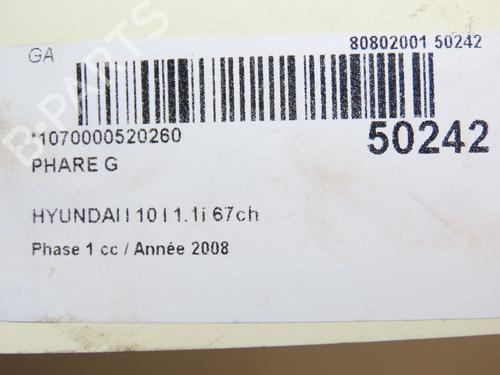 GA
80802001 50242
*1070000520260
50242
PHARE G
HYUNDAI I 10 I 1.1i 67ch
Phase 1 cc / Année 2008
B-PARTS